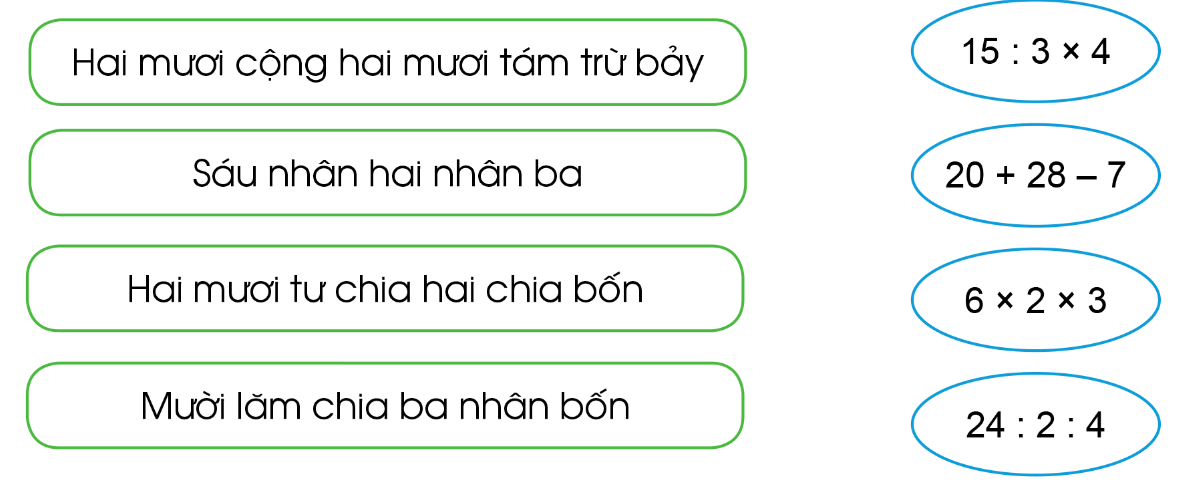 Hai mươi cộng hai mươi tám trừ bảy
Sáu nhân hai nhân ba
Hai mươi tư chia hai chia bốn
Mười lăm chia ba nhân bốn
15 : 3 × 4
20 + 28 – 7
6 × 2 × 3
24 : 2 : 4